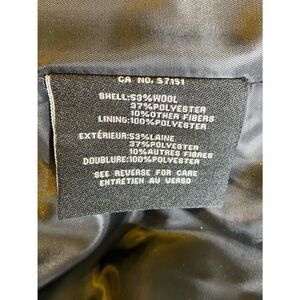 CA NO. 57151
SHELL:53%WOOL
37%POLYESTER
10%OTHER FIBERS
LINING:100%POLYESTER
EXTÉRIEUR:53%LAINE
37%POLYESTER
10%AUTRES FIBRES
DOUBLURE:100%POLYESTER
SEE REVERSE FOR CARE
ENTRETIEN AU VERSO